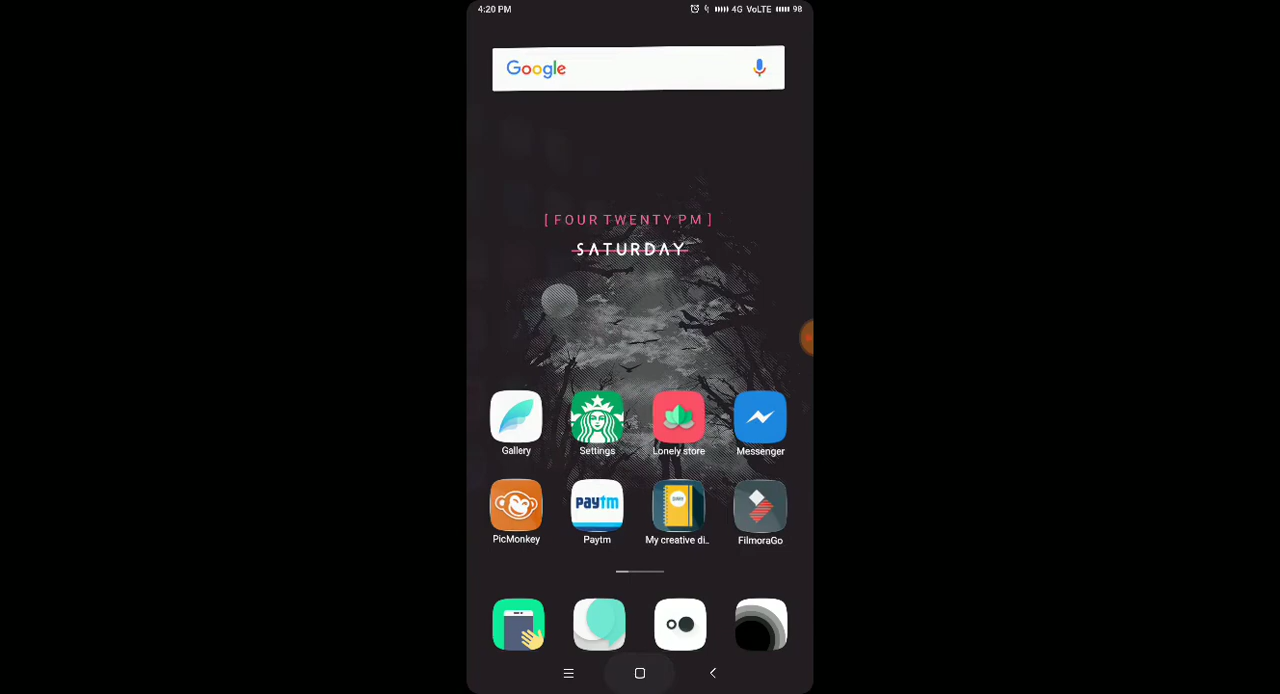 4:20 PM 4G VoLTE 90
Google
[ FOUR TWENTY PM ]
SATURDAY
Gallery Settings Lonely store Messenger
paytm
PicMonkey Paytm My creative di.. FilmoraGo